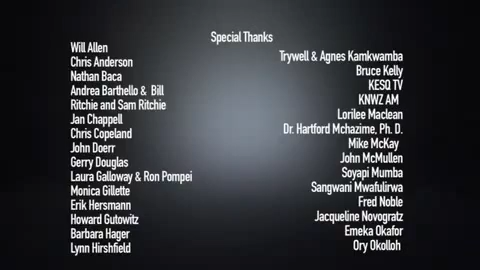 Special Thanks
Will Allen
Chris Anderson
Nathan Baca
Andrea Barthello & Bill
Ritchie and Sam Ritchie
Jan Chappell
Chris Copeland
John Doerr
Gerry Douglas
Laura Galloway & Ron Pompei
Monica Gillette
Erik Hersmann
Howard Gutowitz
Barbara Hager
Lynn Hirshfield
Trywell & Agnes Kamkwamba
Bruce Kelly
KESQ TV
KNWZ AM
Lorilee Maclean
Dr. Hartford Mchazime, Ph. D.
Mike McKay
John McMullen
Soyapi Mumba
Sangwani Mwafulirwa
Fred Noble
Jacqueline Novogratz
Emeka Okafor
Ory Okolloh